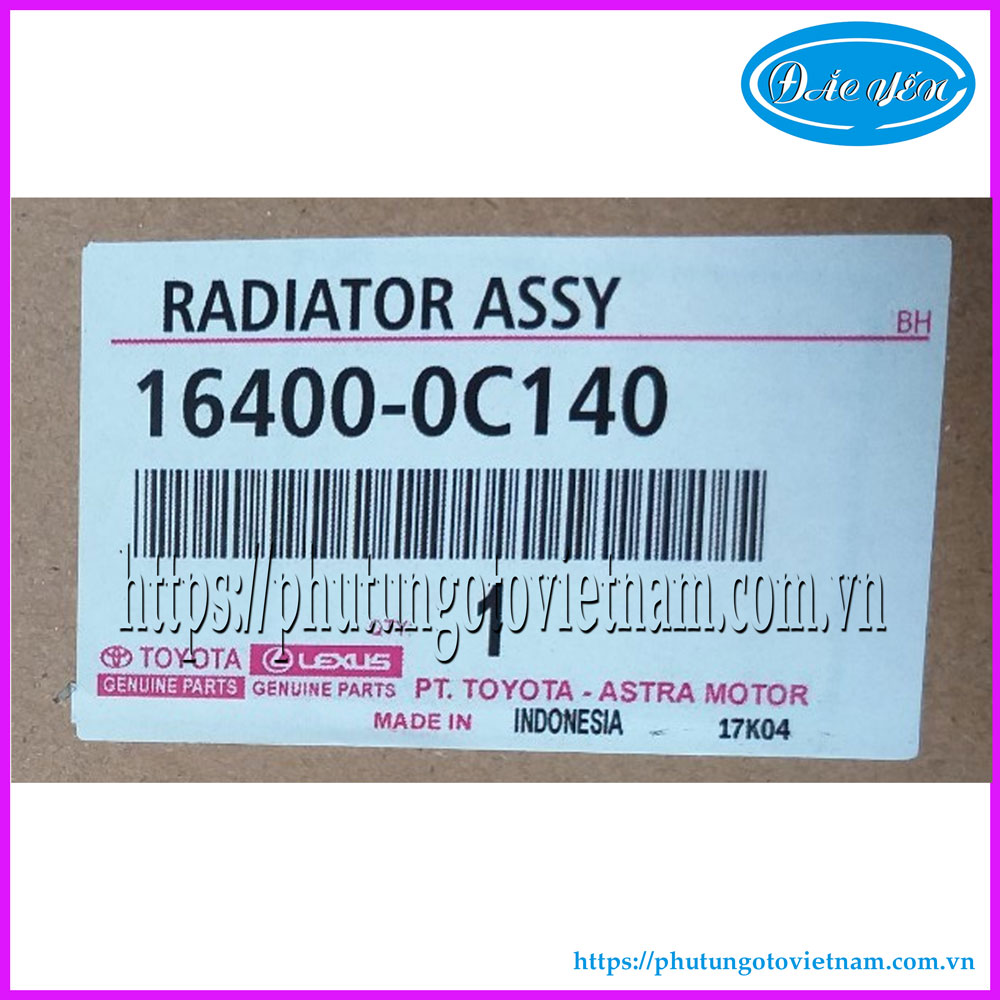 ĐẮC YẾN
RADIATOR ASSY
BH
16400-0C140
https://phutungotovietnam.com.vn
QTY.
1
TOYOTA LEXUS
GENUINE PARTS GENUINE PARTS PT. TOYOTA - ASTRA MOTOR
MADE IN INDONESIA 17K04
https://phutungotovietnam.com.vn